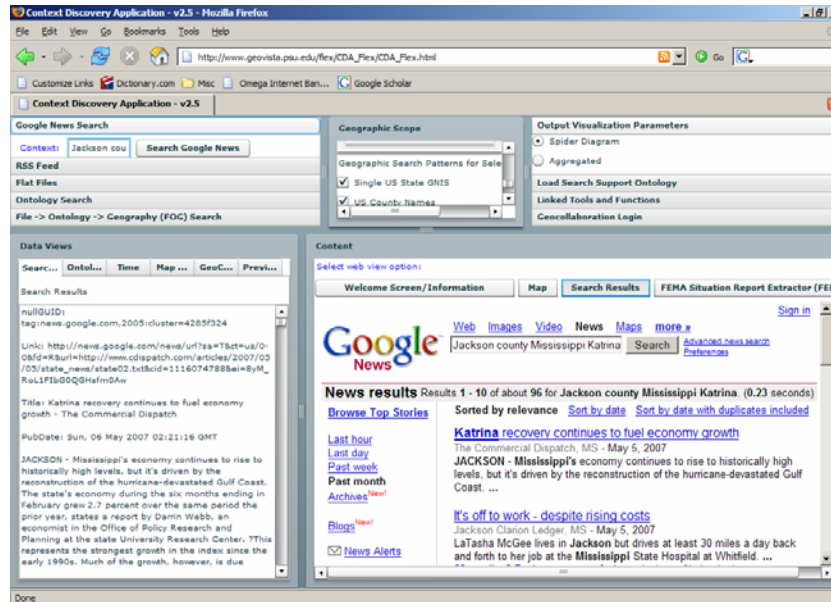 Context Discovery Application - v2.5 - Mozilla Firefox
File Edit View Go Bookmarks Tools Help
http://www.geovista.psu.edu/flex/CDA_Flex/CDA_Flex.html
Go
Customize Links Dictionary.com Misc Omega Internet Ban... Google Scholar
Context Discovery Application - v2.5
Google News Search
Context: Jackson cou Search Google News
RSS Feed
Flat Files
Ontology Search
File -> Ontology -> Geography (FOG) Search
Geographic Scope
Geographic Search Patterns for Sele
Single US State GNIS
US County Names
Output Visualization Parameters
Spider Diagram
Aggregated
Load Search Support Ontology
Linked Tools and Functions
Geocollaboration Login
Data Views
Searc... Ontol... Time Map ... GeoC... Previ...
Search Results
nullGUID:
tag:news.google.com,2005:cluster=4285f324
Link: http://news.google.com/news/url?sa=T&ct=us/0-
0&fd=R&url=http://www.cdispatch.com/articles/2007/05
/05/state_news/state02.txt&cid=1116074788&ei=8yM_
RoL1FIbG0QGHsfm0Aw
Title: Katrina recovery continues to fuel economy
growth - The Commercial Dispatch
PubDate: Sun, 06 May 2007 02:21:16 GMT
JACKSON - Mississippi's economy continues to rise to
historically high levels, but it's driven by the
reconstruction of the hurricane-devastated Gulf Coast.
The state's economy during the six months ending in
February grew 2.7 percent over the same period the
prior year, states a report by Darrin Webb, an
economist in the Office of Policy Research and
Planning at the state University Research Center. ?This
represents the strongest growth in the index since the
early 1990s. Much of the growth, however, is due
Content
Select web view option:
Welcome Screen/Information Map Search Results FEMA Situation Report Extractor (FE
Sign in
Google News
Web Images Video News Maps more »
Jackson county Mississippi Katrina Search Advanced news search
Preferences
News results Results 1 - 10 of about 96 for Jackson county Mississippi Katrina. (0.23 seconds)
Browse Top Stories
Last hour
Last day
Past week
Past month
Archives New!
Blogs New!
News Alerts
Sorted by relevance Sort by date Sort by date with duplicates included
Katrina recovery continues to fuel economy growth
The Commercial Dispatch, MS - May 5, 2007
JACKSON - Mississippi's economy continues to rise to historically high
levels, but it's driven by the reconstruction of the hurricane-devastated Gulf
Coast. ...
It's off to work - despite rising costs
Jackson Clarion Ledger, MS - May 5, 2007
LaTasha McGee lives in Jackson but drives at least 30 miles a day back
and forth to her job at the Mississippi State Hospital at Whitfield. ...
Done